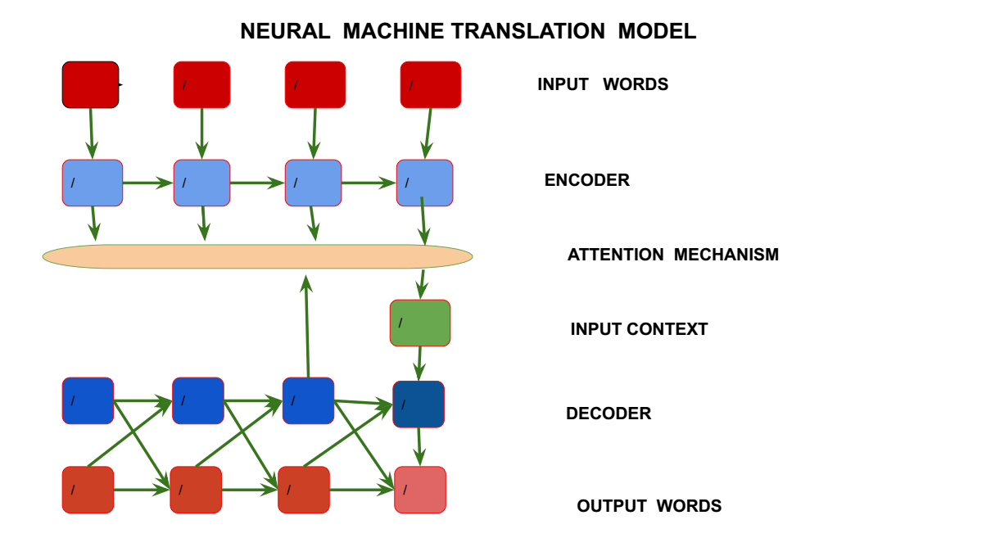 NEURAL MACHINE TRANSLATION MODEL
/ / /
INPUT WORDS
/ / / /
ENCODER
ATTENTION MECHANISM
/
INPUT CONTEXT
/ / / /
DECODER
/ / / /
OUTPUT WORDS